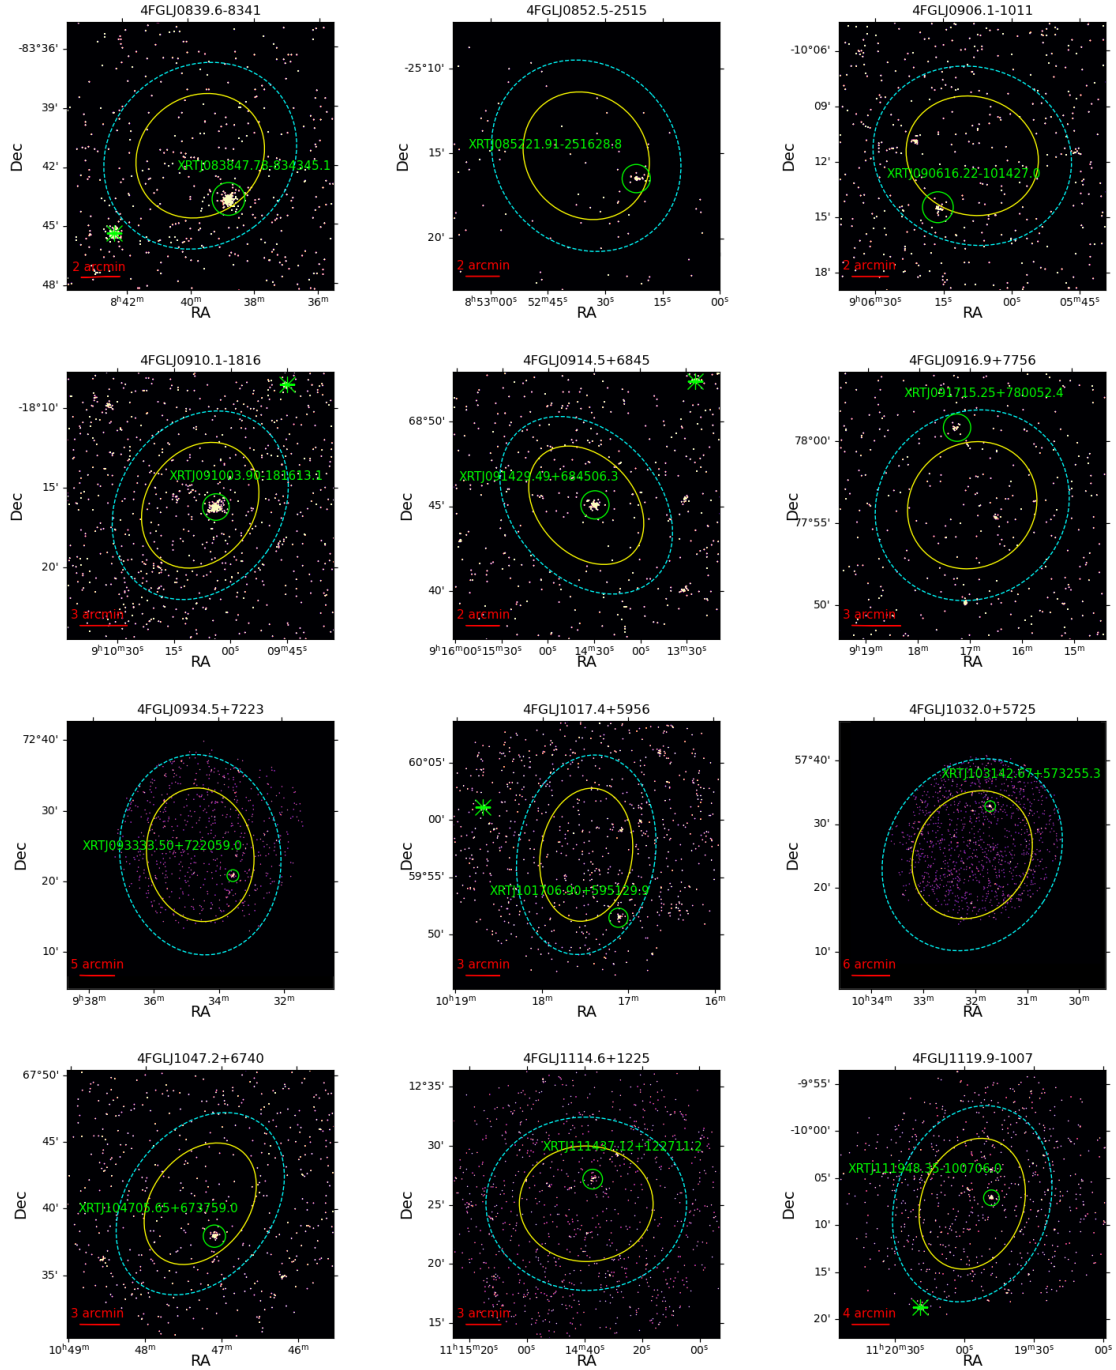 4FGLJ0839.6-8341
-83°36'
39'
42'
45'
48'
Dec
XRTJ083847.78-834345.1
2 arcmin
8ʰ42ᵐ 40ᵐ 38ᵐ 36ᵐ
RA
4FGLJ0852.5-2515
-25°10'
15'
20'
Dec
XRTJ085221.91-251628.8
2 arcmin
8ʰ53ᵐ00ˢ 52ᵐ45ˢ 30ˢ 15ˢ 00ˢ
RA
4FGLJ0906.1-1011
-10°06'
09'
12'
15'
18'
Dec
XRTJ090616.22-101427.0
2 arcmin
9ʰ06ᵐ30ˢ 15ˢ 00ˢ 05ᵐ45ˢ
RA
4FGLJ0910.1-1816
-18°10'
15'
20'
Dec
XRTJ091003.90-181613.1
3 arcmin
9ʰ10ᵐ30ˢ 15ˢ 00ˢ 09ᵐ45ˢ
RA
4FGLJ0914.5+6845
68°50'
45'
40'
Dec
XRTJ091429.49+684506.3
2 arcmin
9ʰ16ᵐ00ˢ 15ᵐ30ˢ 00ˢ 14ᵐ30ˢ 00ˢ 13ᵐ30ˢ
RA
4FGLJ0916.9+7756
78°00'
77°55'
50'
Dec
XRTJ091715.25+780052.4
3 arcmin
9ʰ19ᵐ 18ᵐ 17ᵐ 16ᵐ 15ᵐ
RA
4FGLJ0934.5+7223
72°40'
30'
20'
10'
Dec
XRTJ093333.50+722059.0
5 arcmin
9ʰ38ᵐ 36ᵐ 34ᵐ 32ᵐ
RA
4FGLJ1017.4+5956
60°05'
00'
59°55'
50'
Dec
XRTJ101706.90+595129.9
3 arcmin
10ʰ19ᵐ 18ᵐ 17ᵐ 16ᵐ
RA
4FGLJ1032.0+5725
57°40'
30'
20'
10'
Dec
XRTJ103142.67+573255.3
6 arcmin
10ʰ34ᵐ 33ᵐ 32ᵐ 31ᵐ 30ᵐ
RA
4FGLJ1047.2+6740
67°50'
45'
40'
35'
Dec
XRTJ104705.65+673759.0
3 arcmin
10ʰ49ᵐ 48ᵐ 47ᵐ 46ᵐ
RA
4FGLJ1114.6+1225
12°35'
30'
25'
20'
15'
Dec
XRTJ111437.12+122711.2
3 arcmin
11ʰ15ᵐ20ˢ 00ˢ 14ᵐ40ˢ 20ˢ 00ˢ
RA
4FGLJ1119.9-1007
-9°55'
-10°00'
05'
10'
15'
20'
Dec
XRTJ111948.35-100706.0
4 arcmin
11ʰ20ᵐ30ˢ 00ˢ 19ᵐ30ˢ 00ˢ
RA